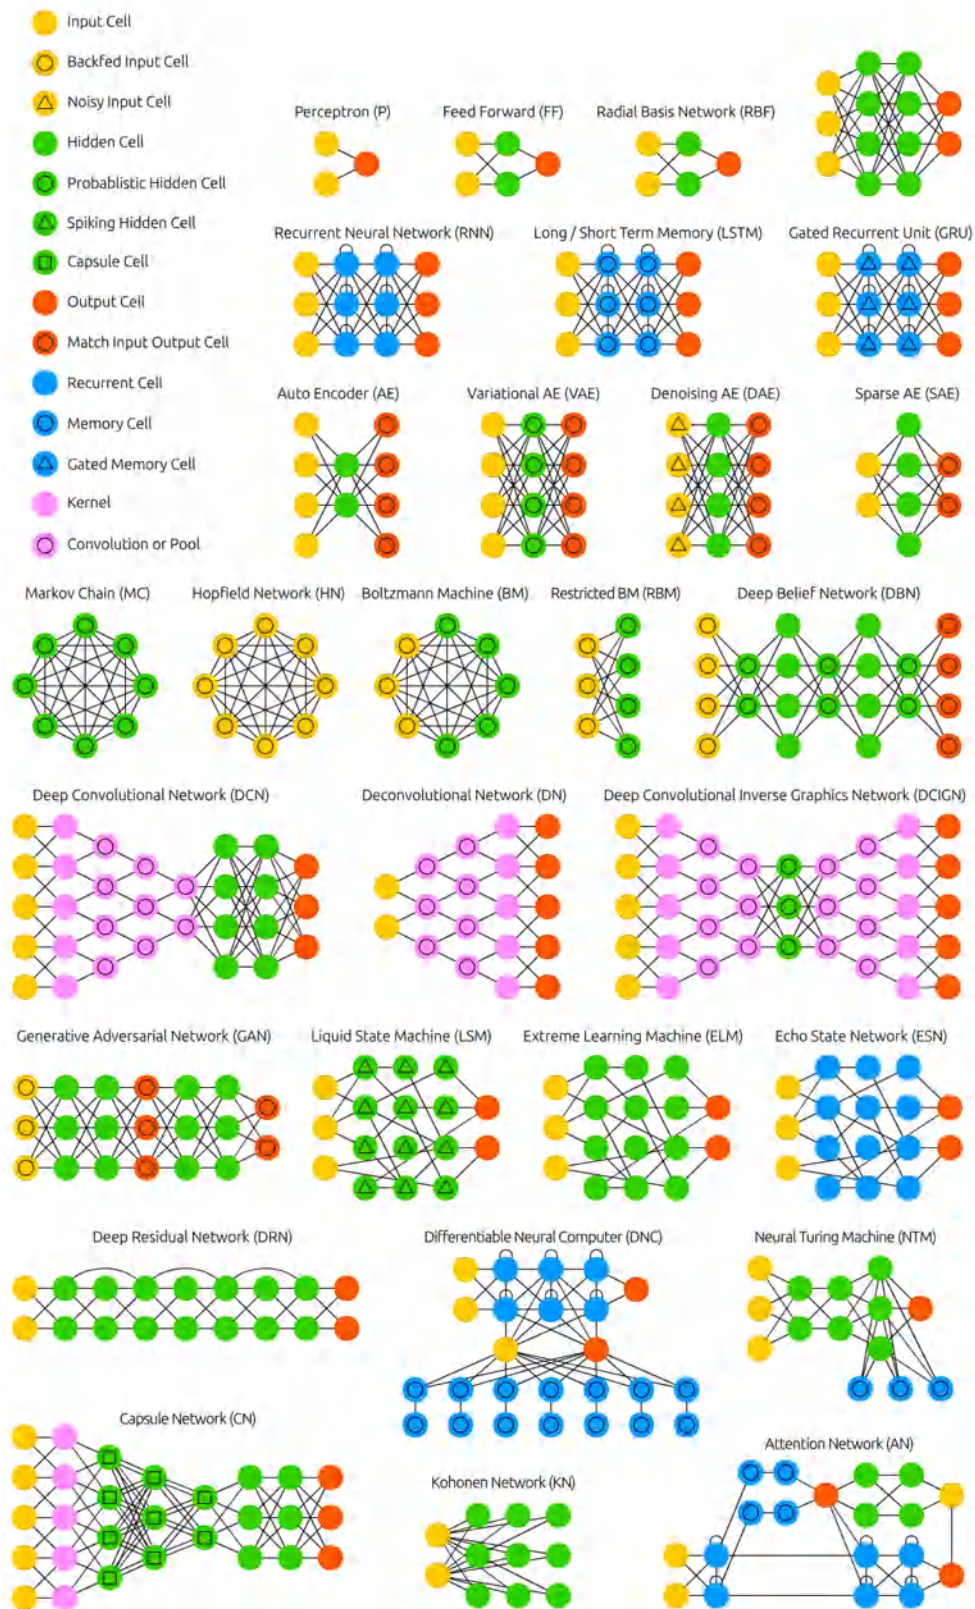 Input Cell
Backfed Input Cell
Noisy Input Cell
Hidden Cell
Probablistic Hidden Cell
Spiking Hidden Cell
Capsule Cell
Output Cell
Match Input Output Cell
Recurrent Cell
Memory Cell
Gated Memory Cell
Kernel
Convolution or Pool
Perceptron (P)
Feed Forward (FF)
Radial Basis Network (RBF)
Recurrent Neural Network (RNN)
Long / Short Term Memory (LSTM)
Gated Recurrent Unit (GRU)
Auto Encoder (AE)
Variational AE (VAE)
Denoising AE (DAE)
Sparse AE (SAE)
Markov Chain (MC)
Hopfield Network (HN)
Boltzmann Machine (BM)
Restricted BM (RBM)
Deep Belief Network (DBN)
Deep Convolutional Network (DCN)
Deconvolutional Network (DN)
Deep Convolutional Inverse Graphics Network (DCIGN)
Generative Adversarial Network (GAN)
Liquid State Machine (LSM)
Extreme Learning Machine (ELM)
Echo State Network (ESN)
Deep Residual Network (DRN)
Differentiable Neural Computer (DNC)
Neural Turing Machine (NTM)
Capsule Network (CN)
Kohonen Network (KN)
Attention Network (AN)